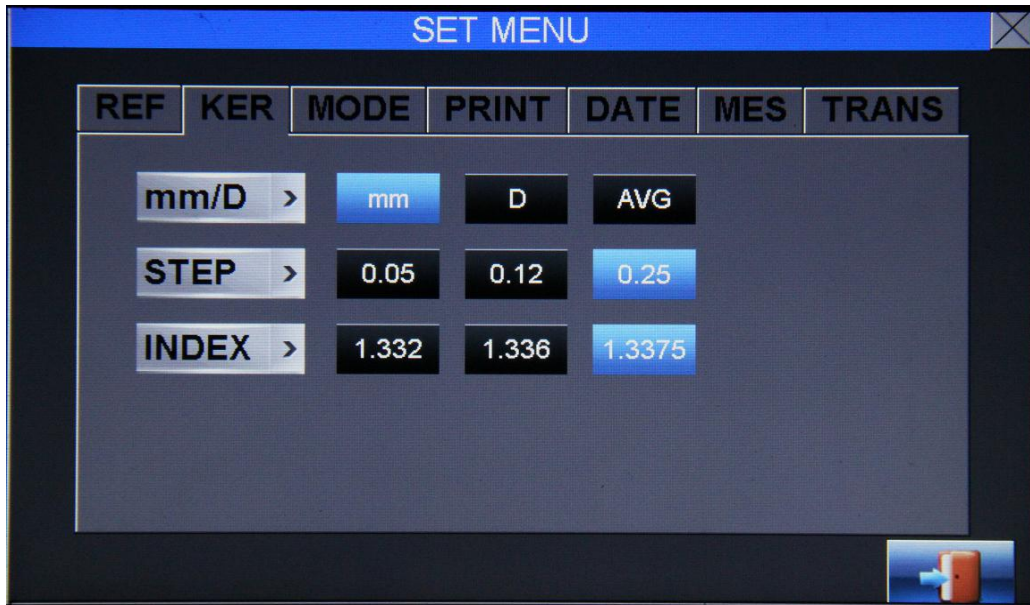 SET MENU
REF KER MODE PRINT DATE MES TRANS
mm/D > mm D AVG
STEP > 0.05 0.12 0.25
INDEX > 1.332 1.336 1.3375